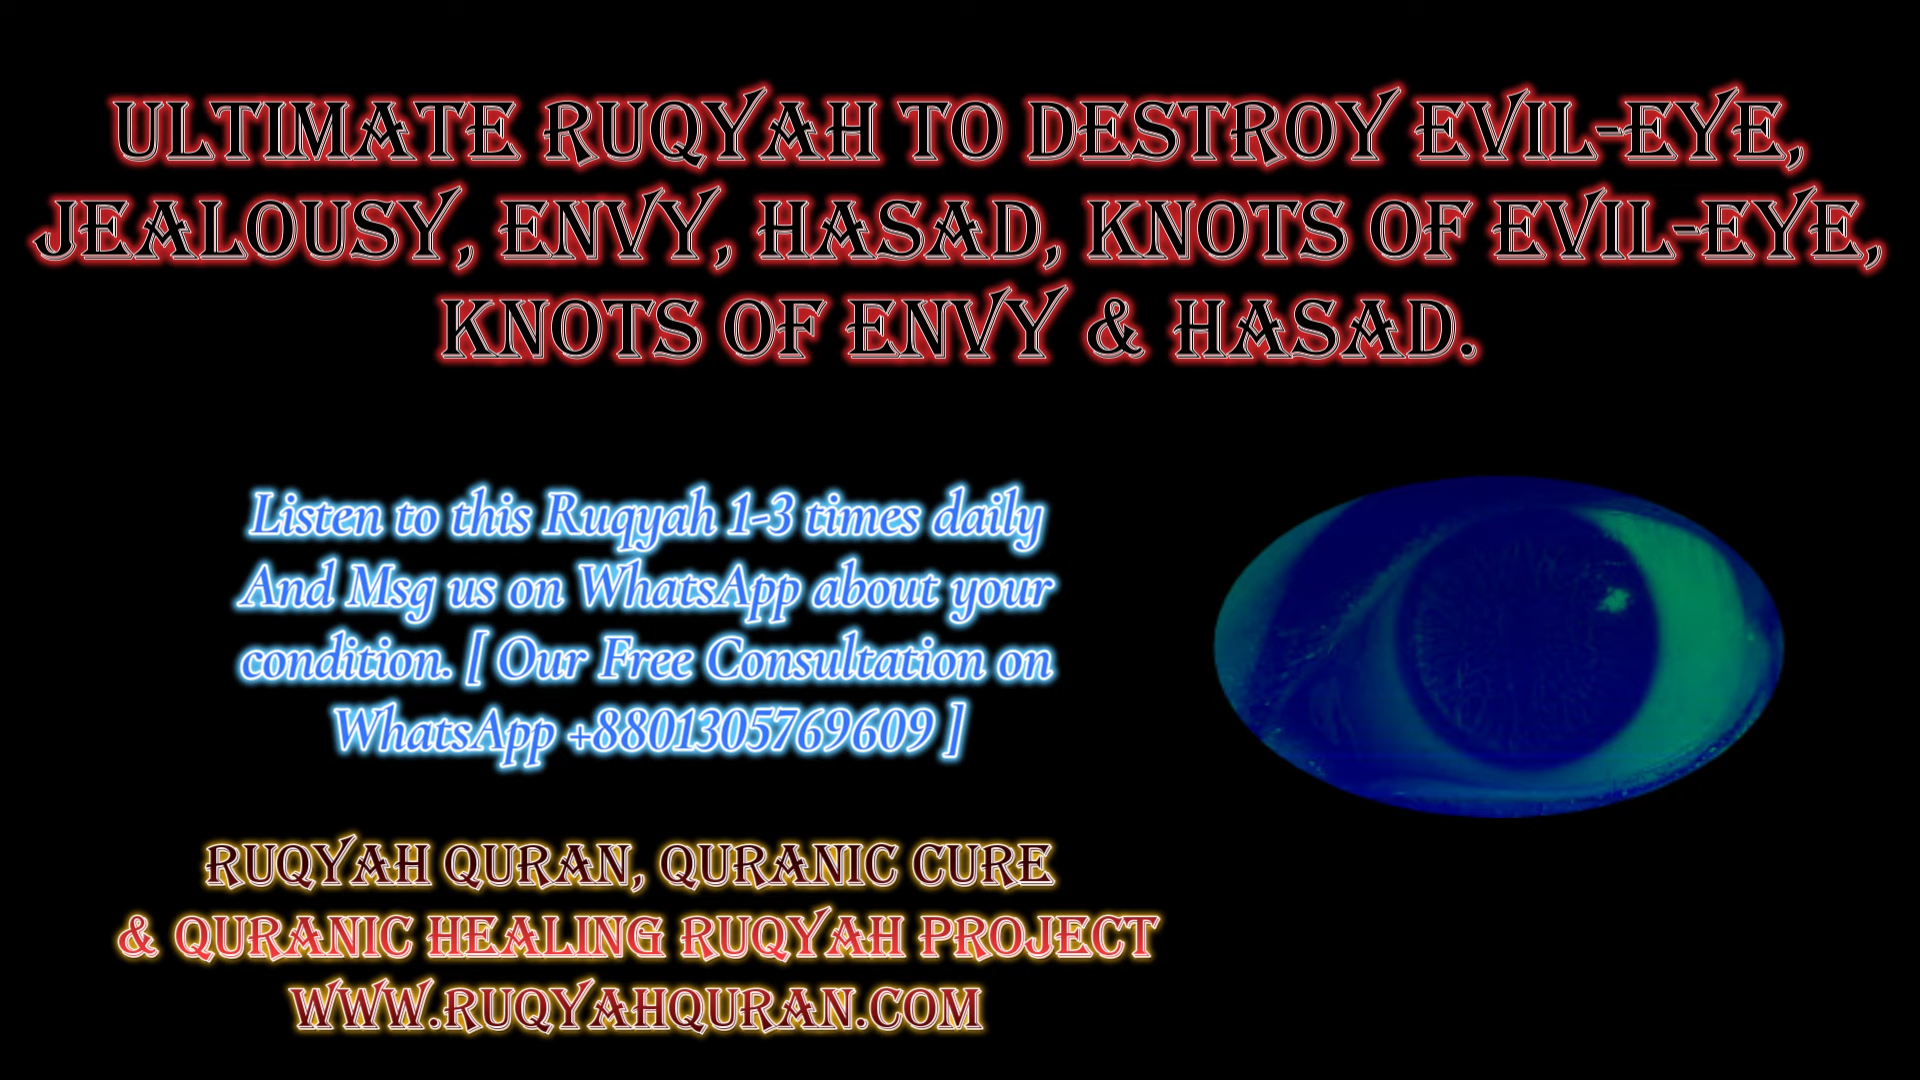 ULTIMATE RUQYAH TO DESTROY EVIL-EYE,
JEALOUSY, ENVY, HASAD, KNOTS OF EVIL-EYE,
KNOTS OF ENVY & HASAD.
Listen to this Ruqyah 1-3 times daily
And Msg us on WhatsApp about your
condition. [ Our Free Consultation on
WhatsApp +8801305769609 ]
RUQYAH QURAN, QURANIC CURE
& QURANIC HEALING RUQYAH PROJECT
WWW.RUQYAHQURAN.COM